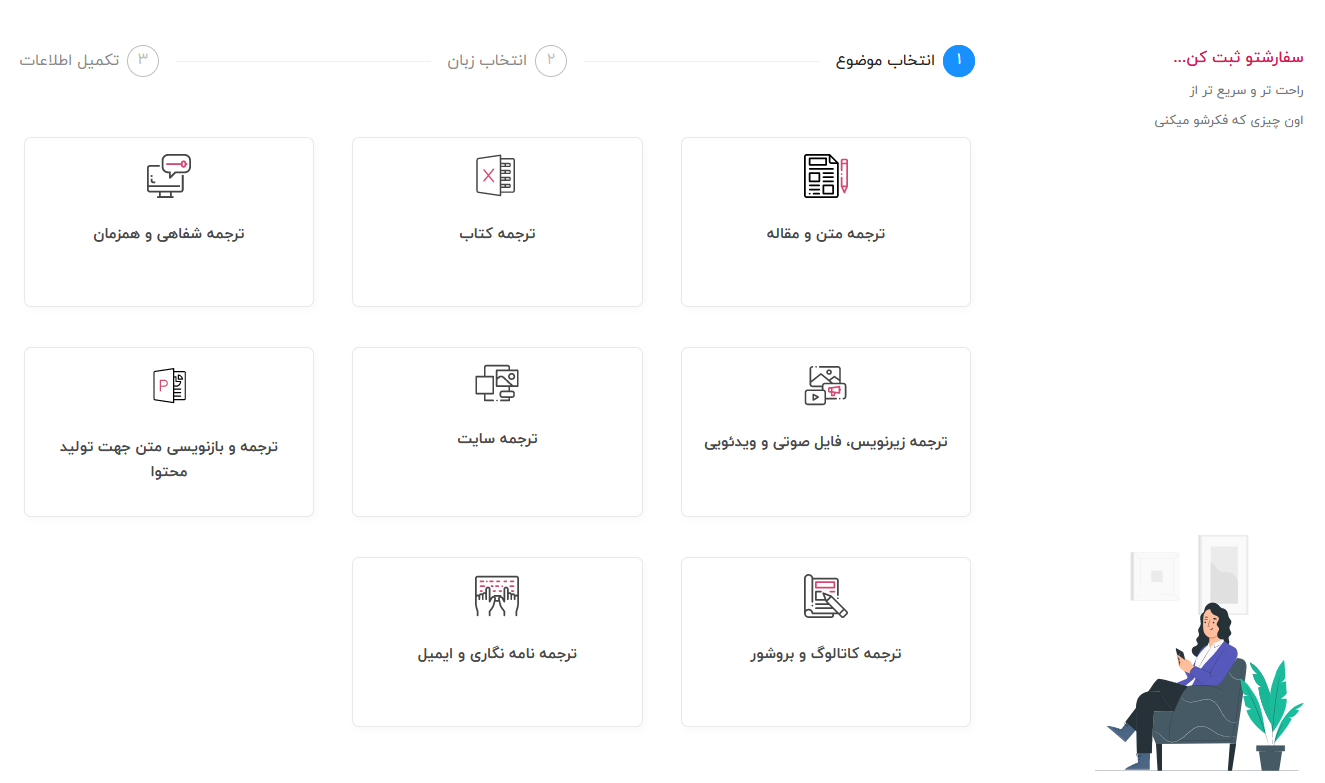 سفارشتو ثبت کن...
راحت تر و سریع تر از
اون چیزی که فکرشو میکنی
۱ انتخاب موضوع
۲ انتخاب زبان
۳ تکمیل اطلاعات
ترجمه متن و مقاله
X
ترجمه کتاب
ترجمه شفاهی و همزمان
ترجمه زیرنویس، فایل صوتی و ویدئویی
ترجمه سایت
P
ترجمه و بازنویسی متن جهت تولید
محتوا
ترجمه کاتالوگ و بروشور
ترجمه نامه نگاری و ایمیل